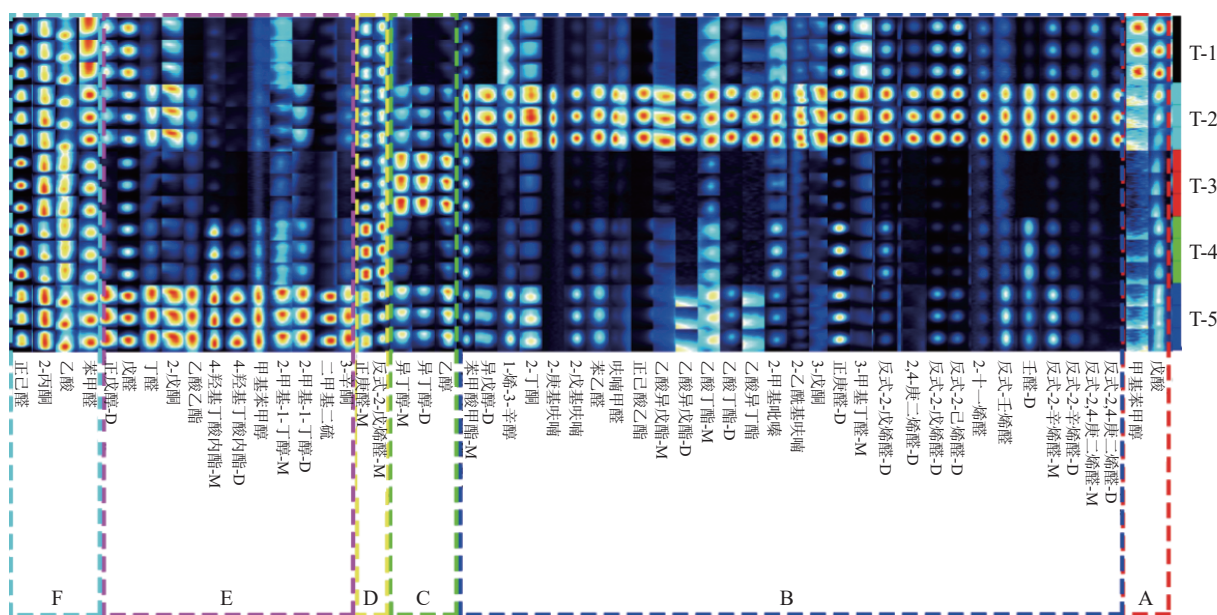 T-1
T-2
T-3
T-4
T-5
正己醛
2-丙酮
乙酸
苯甲醛
正戊醇-D
戊醛
丁醛
2-戊酮
乙酸乙酯
4-羟基丁酸内酯-M
4-羟基丁酸内酯-D
甲基苯甲醇
2-甲基-1-丁醇-M
2-甲基-1-丁醇-D
二甲基二硫
3-辛酮
正庚醛-M
反式-2-戊烯醛-M
异丁醇-M
异丁醇-D
乙醇
苯甲酸甲酯-M
异戊醇-D
1-烯-3-辛醇
2-丁酮
2-庚基呋喃
2-戊基呋喃
苯乙醛
呋喃甲醛
正己酸乙酯
乙酸异戊酯-M
乙酸异戊酯-D
乙酸丁酯-M
乙酸丁酯-D
乙酸异丁酯
2-甲基吡嗪
2-乙酰基呋喃
3-戊酮
正庚醛-D
3-甲基丁醛-M
反式-2-戊烯醛-D
2,4-庚二烯醛-D
反式-2-戊烯醛-D
反式-2-己烯醛-D
2-十一烯醛
反式-壬烯醛
壬醛-D
反式-2-辛烯醛-M
反式-2-辛烯醛-D
反式-2,4-庚二烯醛-M
反式-2,4-庚二烯醛-D
甲基苯甲醇
戊酸
F
E
D
C
B
A